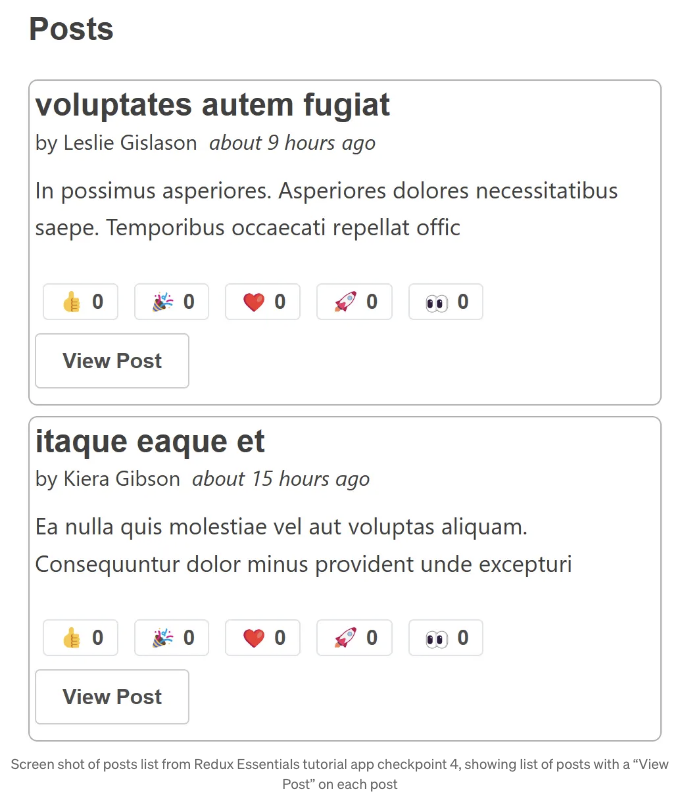 Posts
voluptates autem fugiat
by Leslie Gislason about 9 hours ago
In possimus asperiores. Asperiores dolores necessitatibus
saepe. Temporibus occaecati repellat offic
👍 0 🎉 0 ❤️ 0 🚀 0 👀 0
View Post
itaque eaque et
by Kiera Gibson about 15 hours ago
Ea nulla quis molestiae vel aut voluptas aliquam.
Consequuntur dolor minus provident unde excepturi
👍 0 🎉 0 ❤️ 0 🚀 0 👀 0
View Post
Screen shot of posts list from Redux Essentials tutorial app checkpoint 4, showing list of posts with a “View
Post” on each post